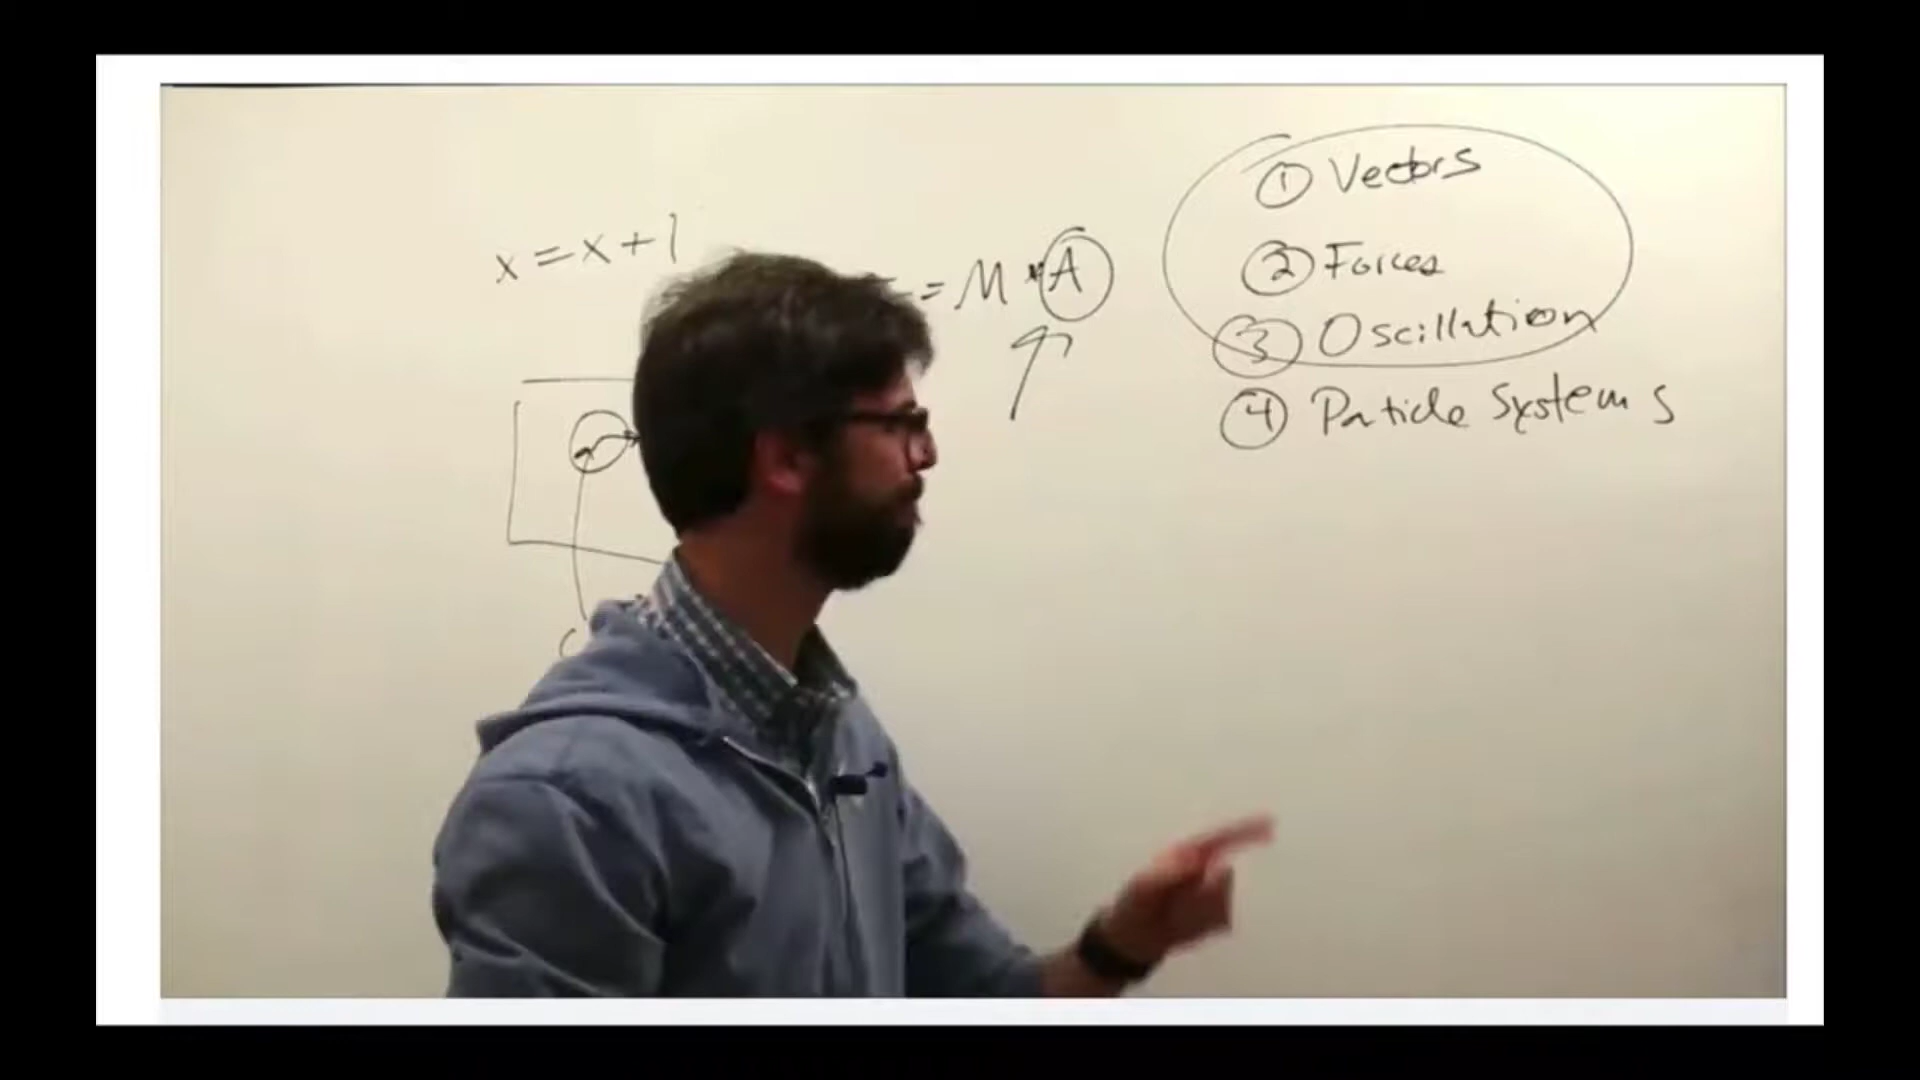 x = x + 1
= M * A
① Vectors
② Forces
③ Oscillation
④ Particle Systems